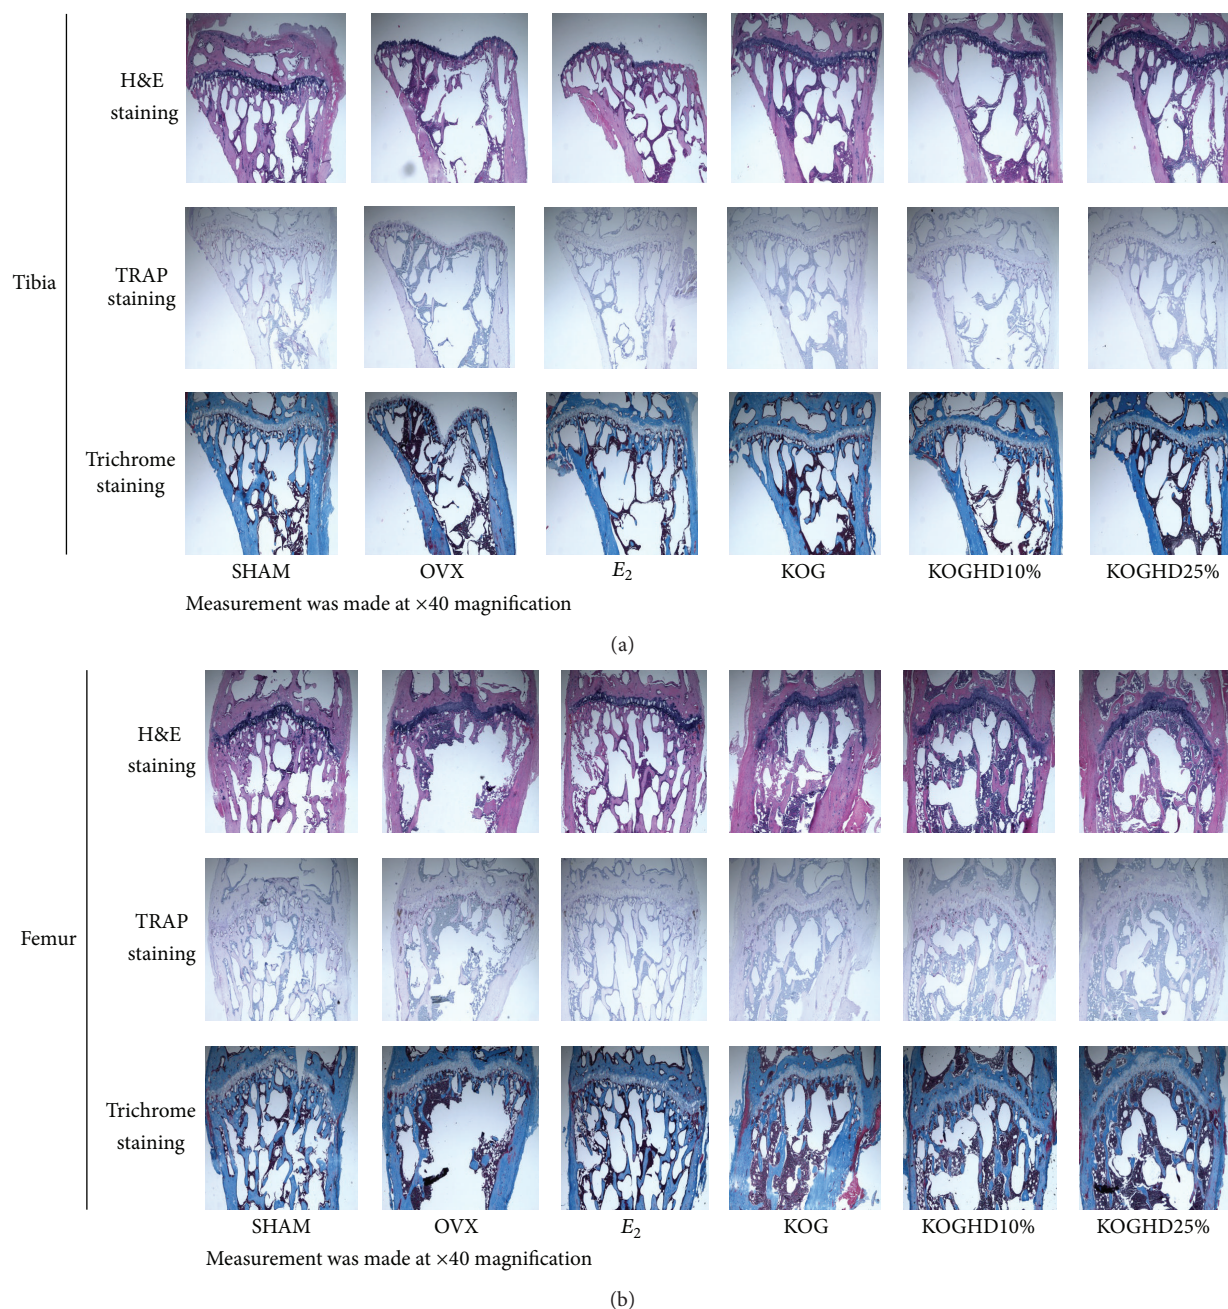 H&E
staining
TRAP
staining
Tibia
Trichrome
staining
SHAM OVX E2 KOG KOGHD10% KOGHD25%
Measurement was made at ×40 magnification
(a)
H&E
staining
TRAP
staining
Femur
Trichrome
staining
SHAM OVX E2 KOG KOGHD10% KOGHD25%
Measurement was made at ×40 magnification
(b)